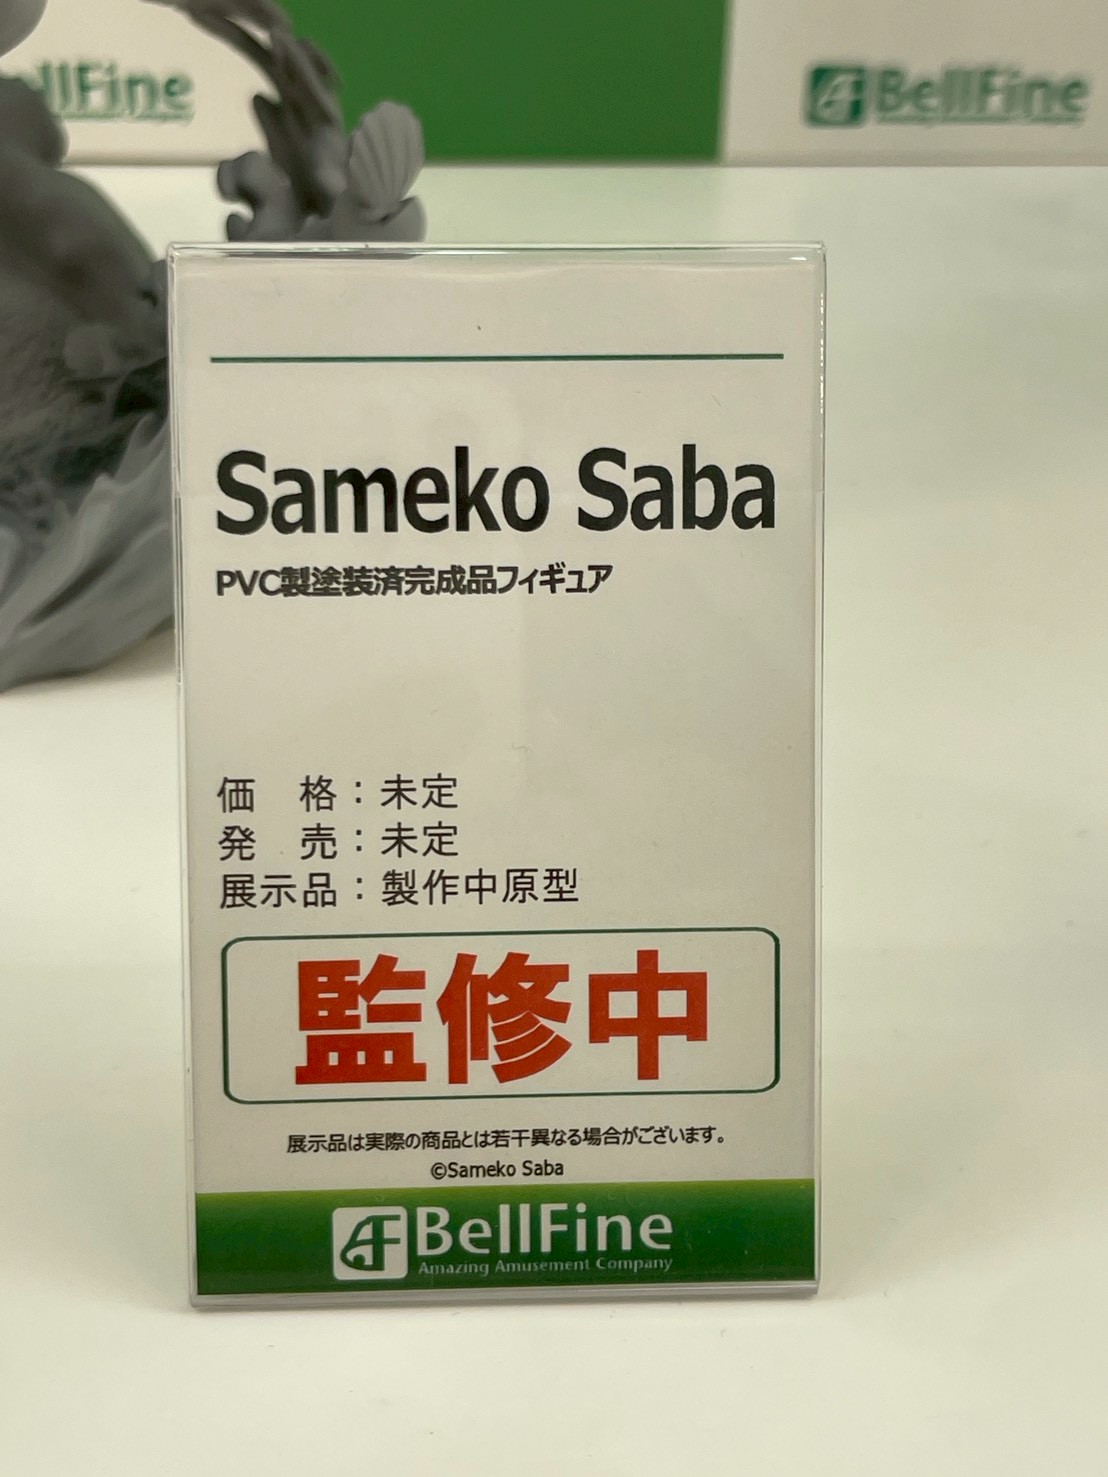 BellFine
BellFine
Amazing Amusement Company
Sameko Saba
PVC製塗装済完成品フィギュア
価　格：未定
発　売：未定
展示品：製作中原型
監修中
展示品は実際の商品とは若干異なる場合がございます。
©Sameko Saba
BellFine
Amazing Amusement Company